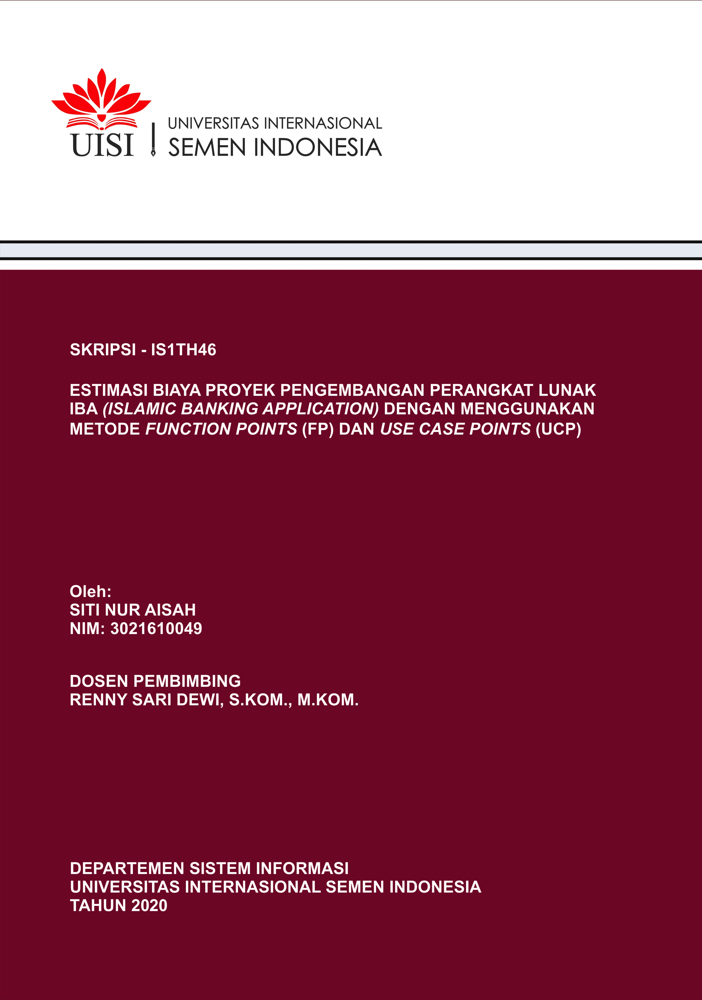 UISI
UNIVERSITAS INTERNASIONAL
SEMEN INDONESIA
SKRIPSI - IS1TH46
ESTIMASI BIAYA PROYEK PENGEMBANGAN PERANGKAT LUNAK
IBA (ISLAMIC BANKING APPLICATION) DENGAN MENGGUNAKAN
METODE FUNCTION POINTS (FP) DAN USE CASE POINTS (UCP)
Oleh:
SITI NUR AISAH
NIM: 3021610049
DOSEN PEMBIMBING
RENNY SARI DEWI, S.KOM., M.KOM.
DEPARTEMEN SISTEM INFORMASI
UNIVERSITAS INTERNASIONAL SEMEN INDONESIA
TAHUN 2020